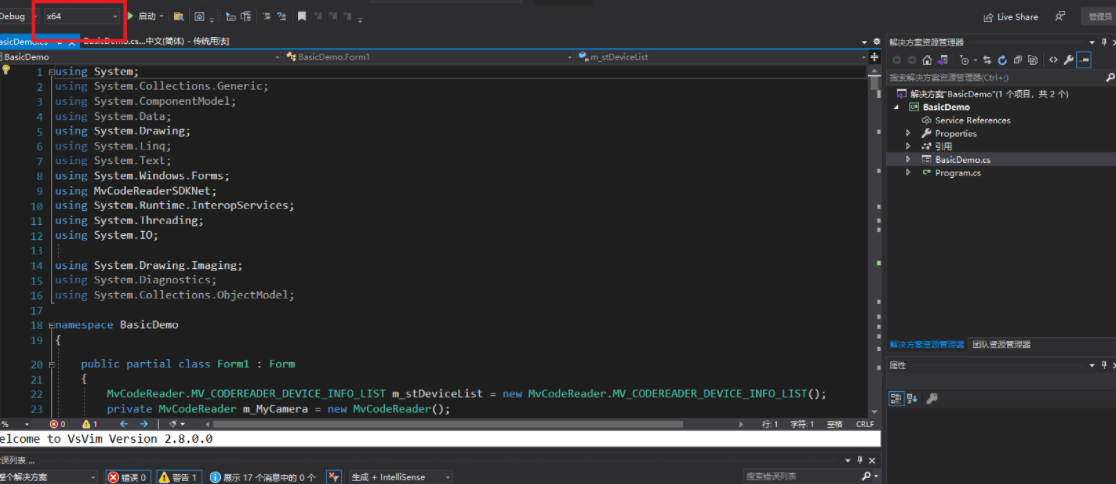 Debug x64 启动 Live Share 管理员
BasicDemo.cs BasicDemo.cs...中文(简体) - 传统用法]
BasicDemo BasicDemo.Form1 m_stDeviceList
1 using System;
2 using System.Collections.Generic;
3 using System.ComponentModel;
4 using System.Data;
5 using System.Drawing;
6 using System.Linq;
7 using System.Text;
8 using System.Windows.Forms;
9 using MvCodeReaderSDKNet;
10 using System.Runtime.InteropServices;
11 using System.Threading;
12 using System.IO;
13
14 using System.Drawing.Imaging;
15 using System.Diagnostics;
16 using System.Collections.ObjectModel;
17
18 namespace BasicDemo
19 {
20 public partial class Form1 : Form
21 {
22 MvCodeReader.MV_CODEREADER_DEVICE_INFO_LIST m_stDeviceList = new MvCodeReader.MV_CODEREADER_DEVICE_INFO_LIST();
23 private MvCodeReader m_MyCamera = new MvCodeReader();
% 0 1 行: 1 字符: 1 空格 CRLF
elcome to VsVim Version 2.8.0.0
误列表 ...
整个解决方案 错误 0 警告 1 展示 17 个消息中的 0 个 生成 + IntelliSense 搜索错误列表
解决方案资源管理器
搜索解决方案资源管理器(Ctrl+;)
解决方案"BasicDemo"(1 个项目，共 2 个)
BasicDemo
Service References
Properties
引用
BasicDemo.cs
Program.cs
解决方案资源管理器 团队资源管理器
属性